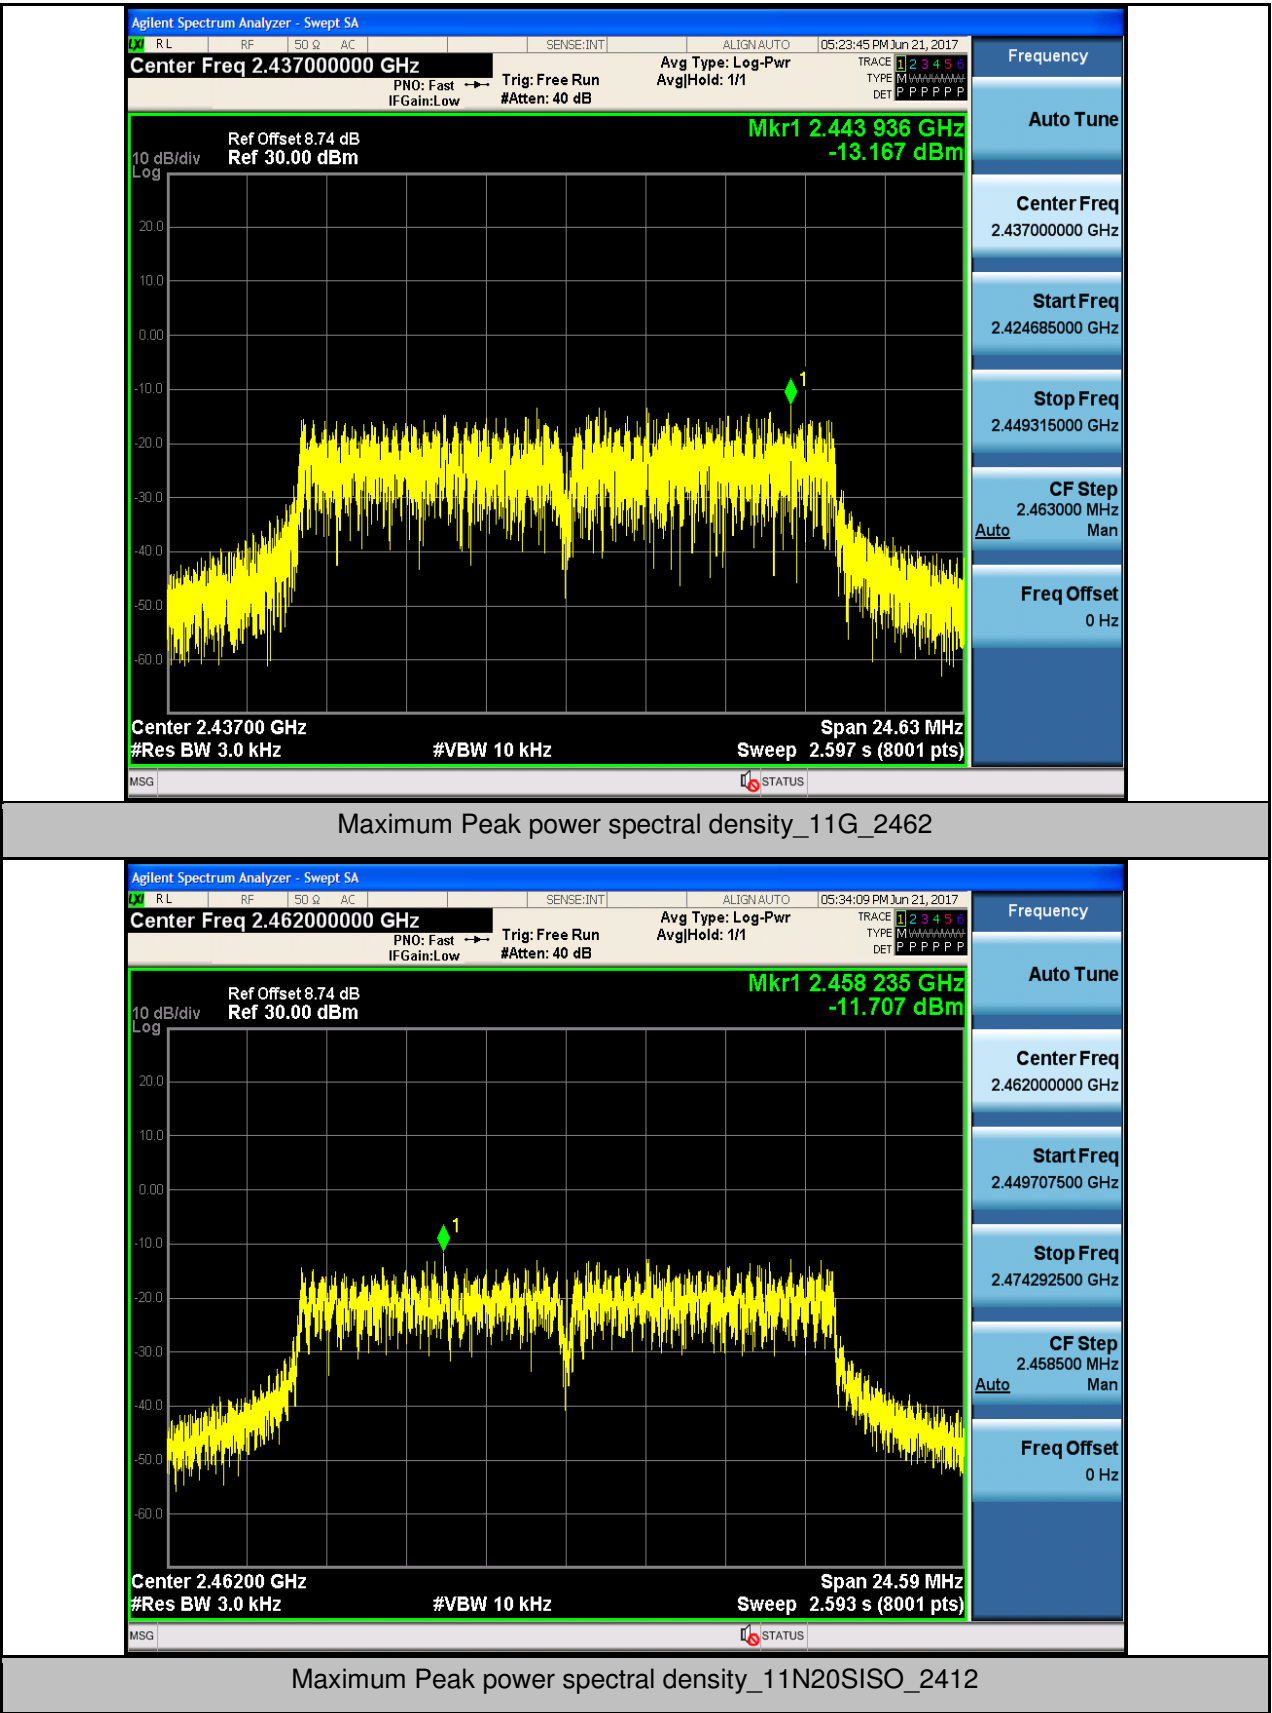 Agilent Spectrum Analyzer - Swept SA
LXI RL RF 50 Ω AC SENSE:INT ALIGN AUTO 05:23:45 PM Jun 21, 2017
Center Freq 2.437000000 GHz
PNO: Fast
IFGain:Low
Trig: Free Run
#Atten: 40 dB
Avg Type: Log-Pwr
Avg|Hold: 1/1
TRACE 1 2 3 4 5 6
TYPE M WWWWW
DET P P P P P P
Mkr1 2.443 936 GHz
-13.167 dBm
Ref Offset 8.74 dB
10 dB/div Ref 30.00 dBm
Log
20.0
10.0
0.00
-10.0
1
-20.0
-30.0
-40.0
-50.0
-60.0
Center 2.43700 GHz Span 24.63 MHz
#Res BW 3.0 kHz #VBW 10 kHz Sweep 2.597 s (8001 pts)
MSG STATUS
Frequency
Auto Tune
Center Freq
2.437000000 GHz
Start Freq
2.424685000 GHz
Stop Freq
2.449315000 GHz
CF Step
2.463000 MHz
Auto Man
Freq Offset
0 Hz
Maximum Peak power spectral density_11G_2462
Agilent Spectrum Analyzer - Swept SA
LXI RL RF 50 Ω AC SENSE:INT ALIGN AUTO 05:34:09 PM Jun 21, 2017
Center Freq 2.462000000 GHz
PNO: Fast
IFGain:Low
Trig: Free Run
#Atten: 40 dB
Avg Type: Log-Pwr
Avg|Hold: 1/1
TRACE 1 2 3 4 5 6
TYPE M WWWWW
DET P P P P P P
Mkr1 2.458 235 GHz
-11.707 dBm
Ref Offset 8.74 dB
10 dB/div Ref 30.00 dBm
Log
20.0
10.0
0.00
1
-10.0
-20.0
-30.0
-40.0
-50.0
-60.0
Center 2.46200 GHz Span 24.59 MHz
#Res BW 3.0 kHz #VBW 10 kHz Sweep 2.593 s (8001 pts)
MSG STATUS
Frequency
Auto Tune
Center Freq
2.462000000 GHz
Start Freq
2.449707500 GHz
Stop Freq
2.474292500 GHz
CF Step
2.458500 MHz
Auto Man
Freq Offset
0 Hz
Maximum Peak power spectral density_11N20SISO_2412